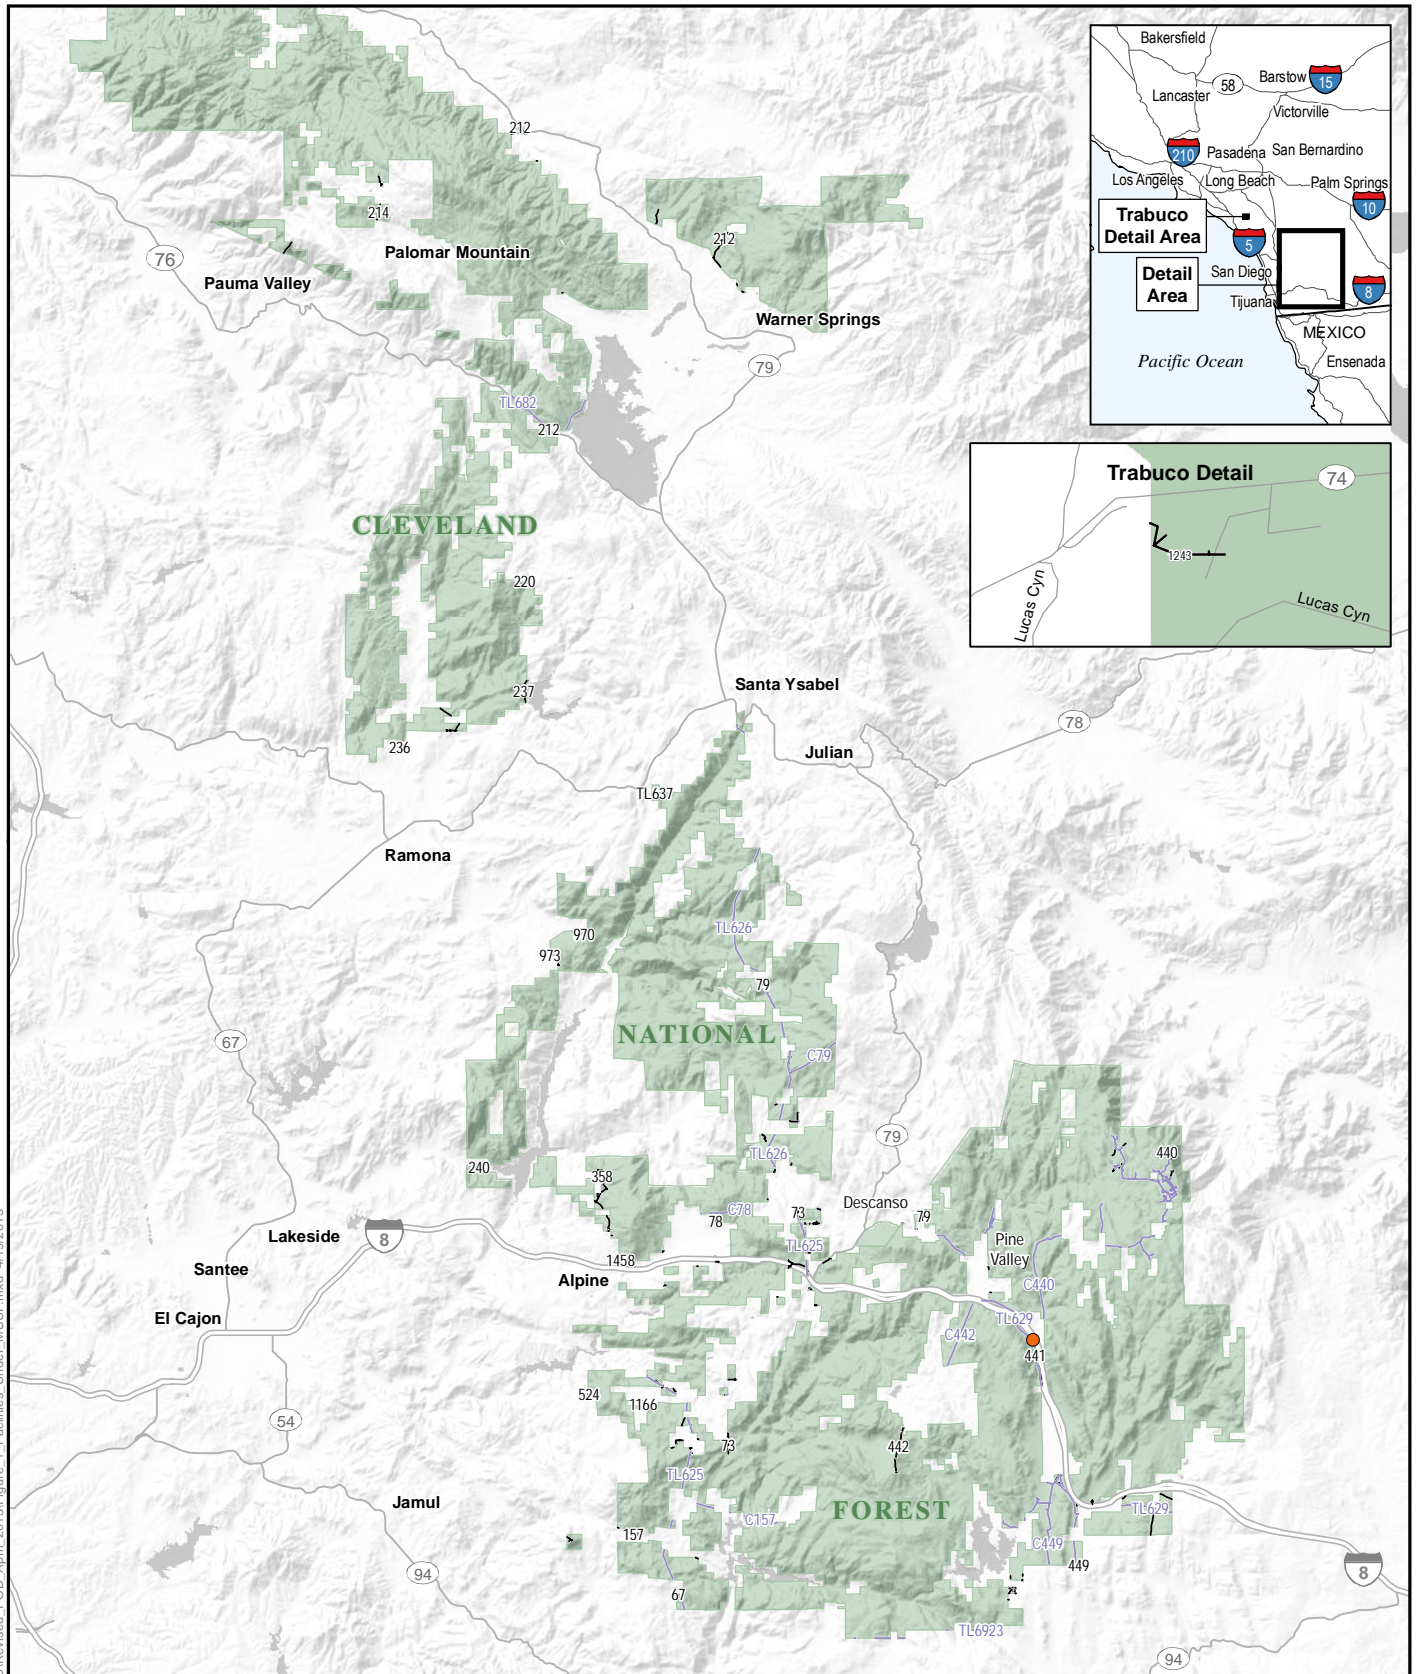 Bakersfield
58
Barstow
15
Lancaster
Victorville
210
Pasadena
San Bernardino
Los Angeles
Long Beach
Palm Springs
10
Trabuco
Detail Area
5
San Diego
Detail
Area
8
Tijuana
MEXICO
Pacific Ocean
Ensenada
Trabuco Detail
74
1243
Lucas Cyn
Lucas Cyn
212
214
212
76
Palomar Mountain
Pauma Valley
Warner Springs
79
TL682
212
CLEVELAND
220
237
Santa Ysabel
236
78
Julian
TL637
Ramona
TL626
970
973
79
NATIONAL
67
C79
79
TL626
440
240
358
C78
78
73
Descanso
79
Lakeside
8
TL625
Pine
Valley
1458
Santee
Alpine
C440
El Cajon
TL629
C442
441
524
1166
54
73
442
TL625
Jamul
FOREST
TL629
C157
157
C449
449
94
8
67
TL6923
94